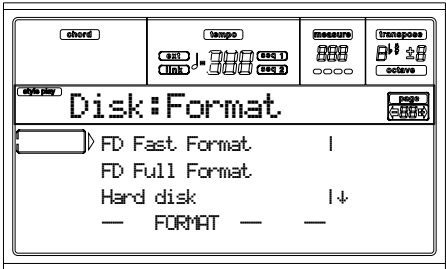 chord tempo measure transpose
ext seq 1
link seq 2
octave
style play Disk:Format page
FD Fast Format |
FD Full Format
Hard disk |↓
— FORMAT — —